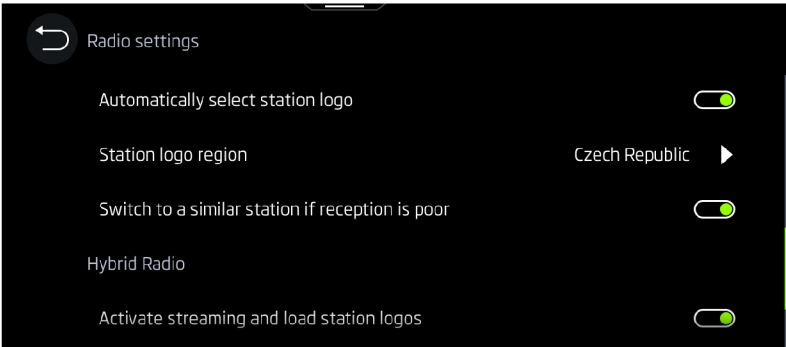 Radio settings
Automatically select station logo
Station logo region Czech Republic
Switch to a similar station if reception is poor
Hybrid Radio
Activate streaming and load station logos